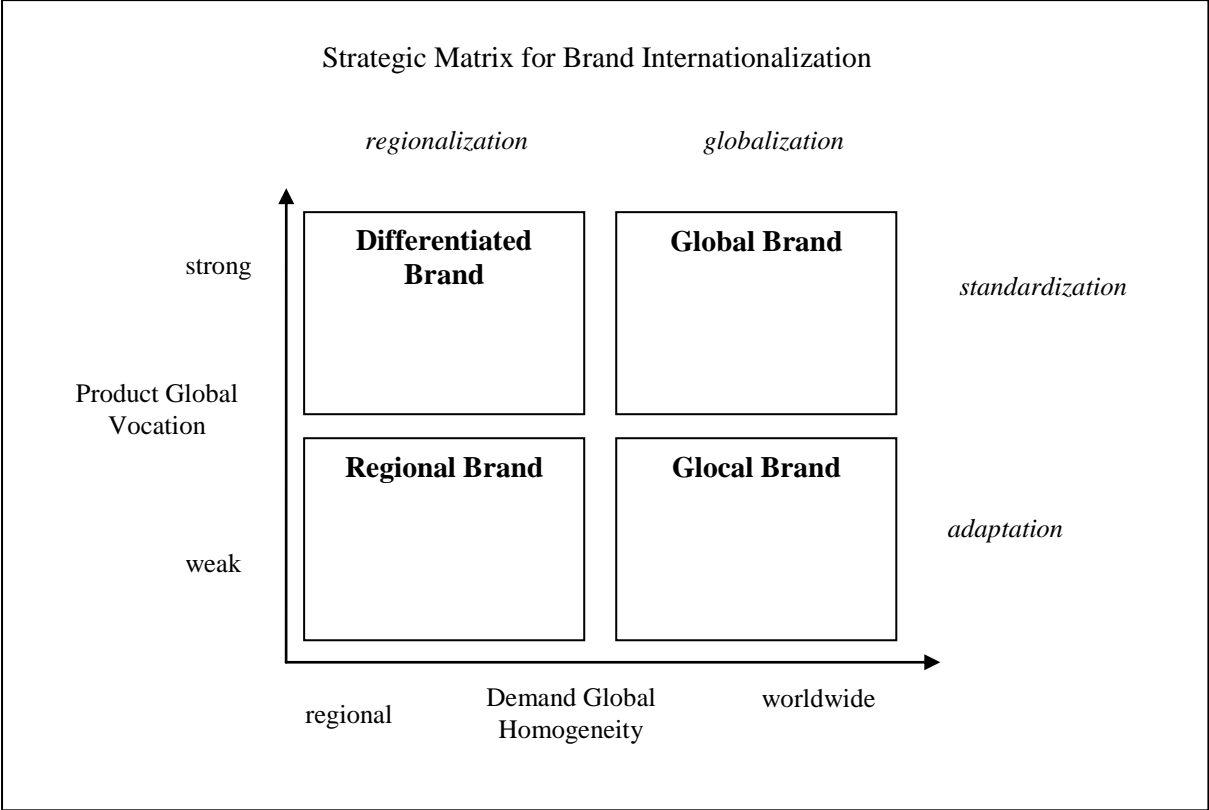 Strategic Matrix for Brand Internationalization
regionalization
globalization
Differentiated
Brand
Global Brand
strong
standardization
Product Global
Vocation
Regional Brand
Glocal Brand
adaptation
weak
regional
Demand Global
Homogeneity
worldwide